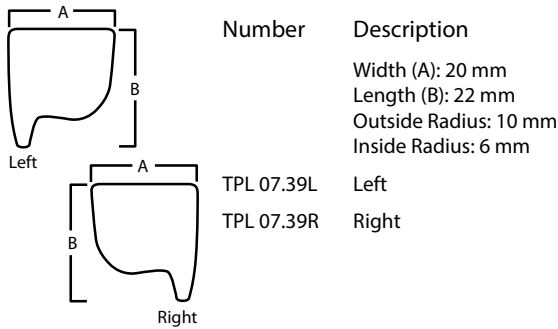 A
Number Description
Width (A): 20 mm
B
Length (B): 22 mm
Outside Radius: 10 mm
Inside Radius: 6 mm
Left
A
TPL 07.39L Left
TPL 07.39R Right
B
Right